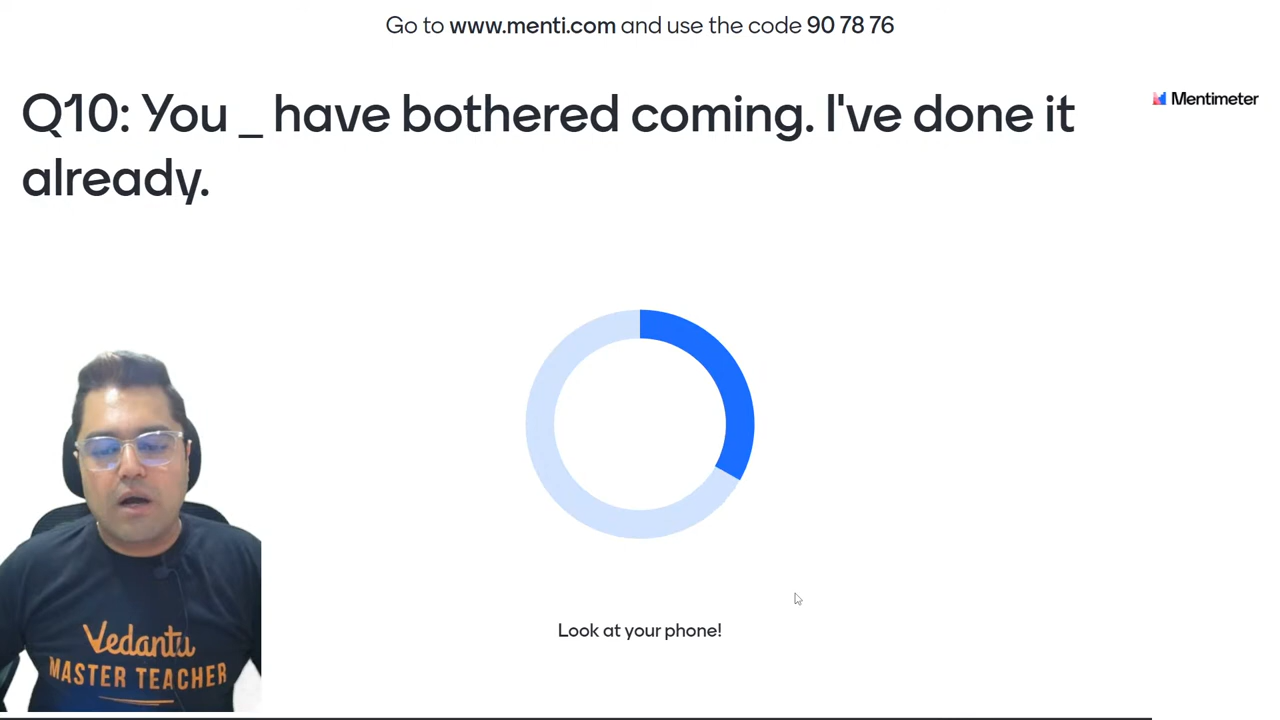 Go to www.menti.com and use the code 90 78 76
Q10: You _ have bothered coming. I've done it
already.
Mentimeter
Look at your phone!
Vedantu
MASTER TEACHER